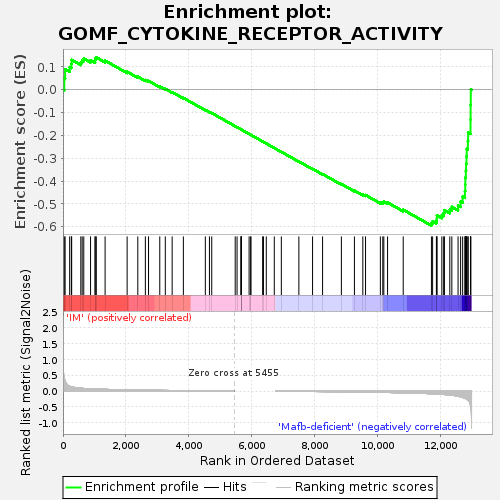 Enrichment plot:
GOMF_CYTOKINE_RECEPTOR_ACTIVITY
Enrichment score (ES)
0.1
0.0
-0.1
-0.2
-0.3
-0.4
-0.5
-0.6
'IM' (positively correlated)
Ranked list metric (Signal2Noise)
2.5
2.0
1.5
1.0
0.5
0.0
-0.5
-1.0
Zero cross at 5455
'Mafb-deficient' (negatively correlated)
0 2,000 4,000 6,000 8,000 10,000 12,000
Rank in Ordered Dataset
Enrichment profile Hits Ranking metric scores